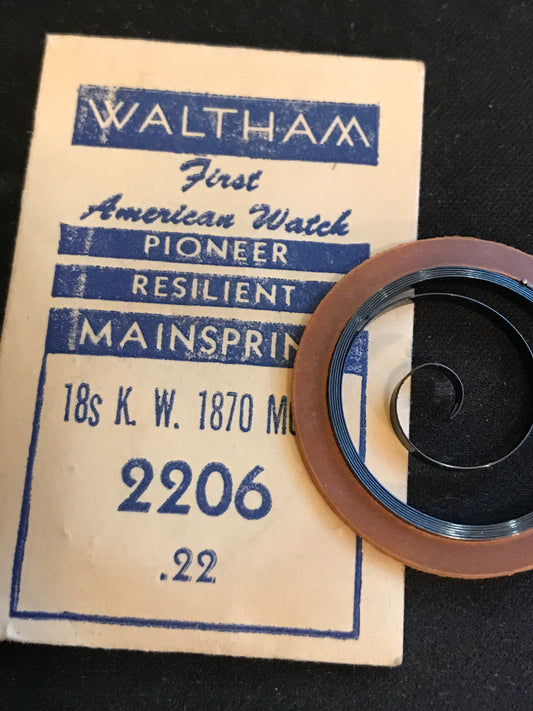 WALTHAM
First
American Watch
PIONEER
RESILIENT
MAINSPRIN
18s K. W. 1870 M
2206
.22